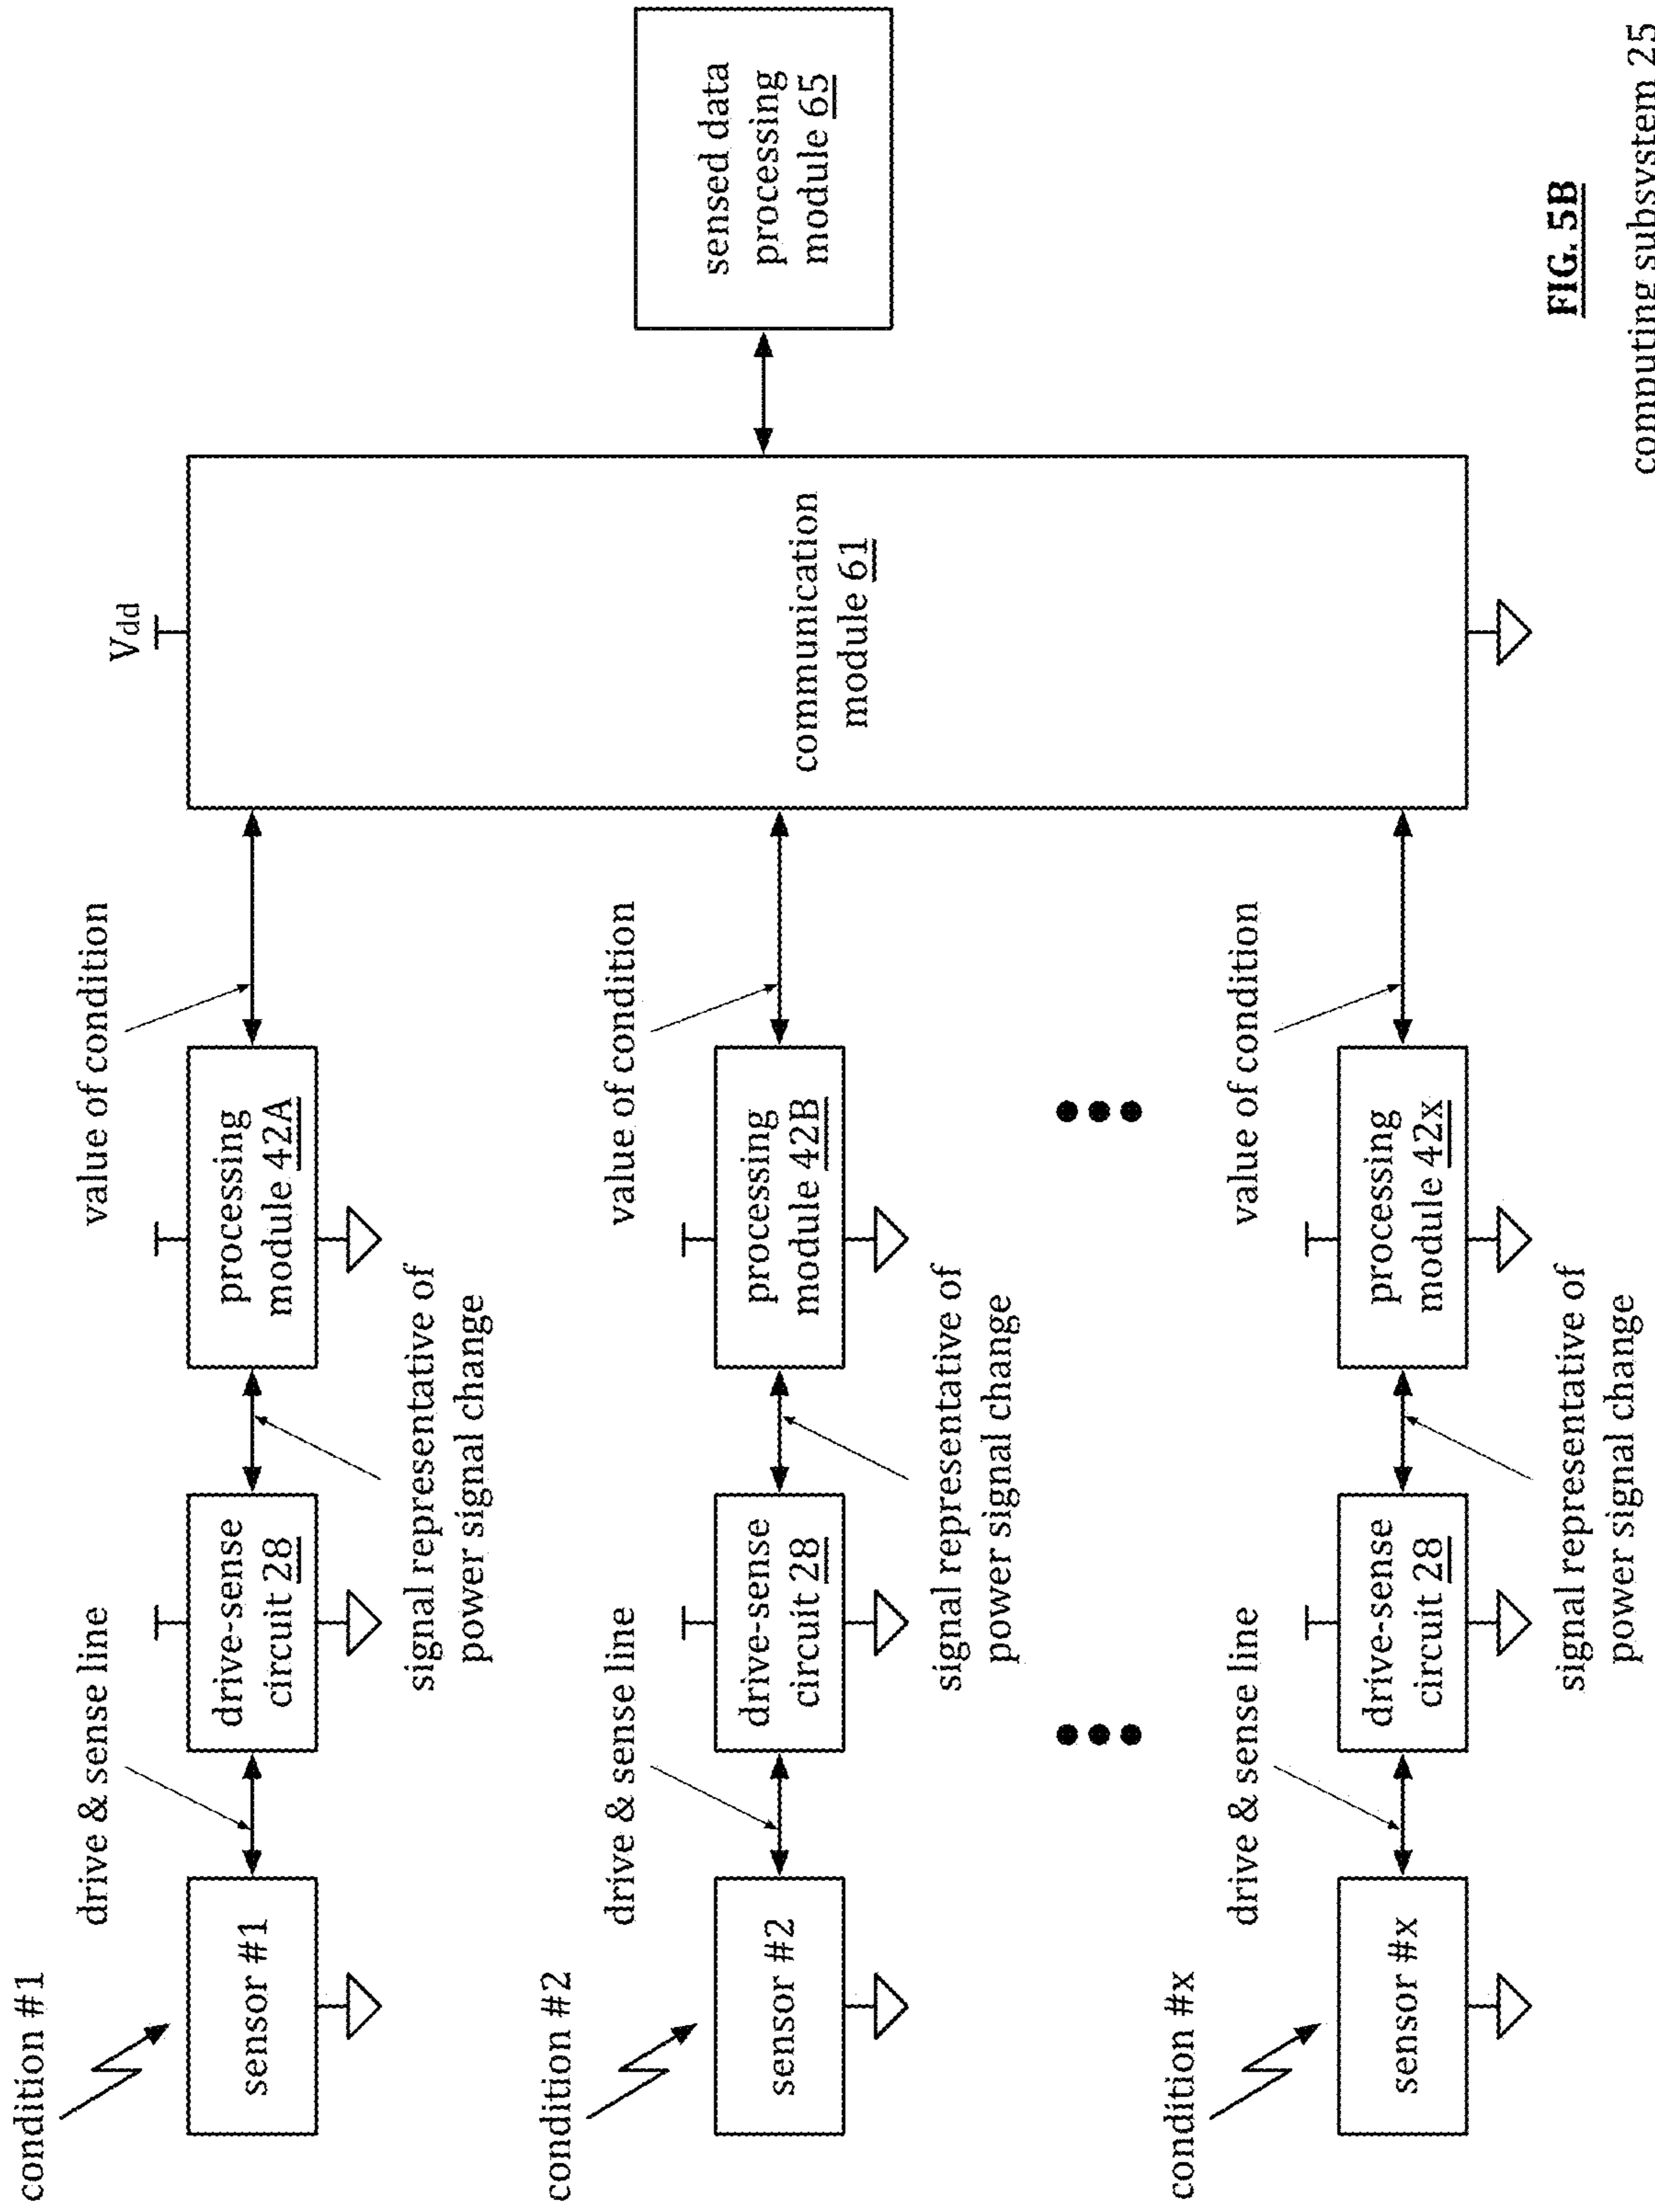 condition #1
drive & sense line
value of condition
Vdd
sensor #1
drive-sense
circuit 28
processing
module 42A
signal representative of
power signal change
condition #2
drive & sense line
value of condition
sensor #2
drive-sense
circuit 28
processing
module 42B
signal representative of
power signal change
communication
module 61
sensed data
processing
module 65
condition #x
drive & sense line
value of condition
sensor #x
drive-sense
circuit 28
processing
module 42x
signal representative of
power signal change
FIG. 5B
computing subsystem 25